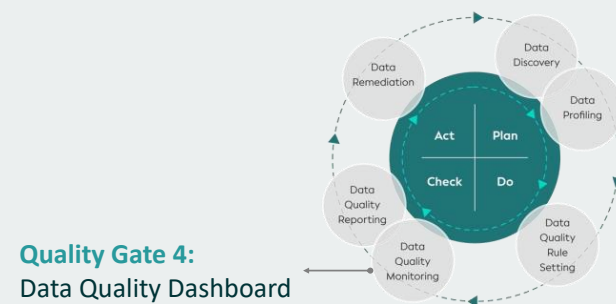 Data
Discovery
Data
Remediation
Data
Profiling
Act
Plan
Check
Do
Data
Quality
Reporting
Data
Quality
Rule
Setting
Data
Quality
Monitoring
Quality Gate 4:
Data Quality Dashboard